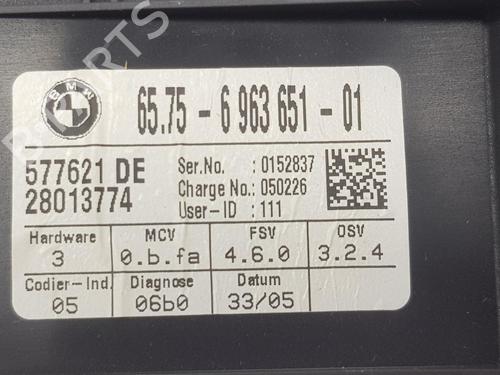 BMW
65.75 - 6 963 651 - 01
577621 DE
28013774
Ser.No. : 0152837
Charge No.: 050226
User-ID : 111
Hardware MCV FSV OSV
3 0.b.fa 4.6.0 3.2.4
Codier-Ind. Diagnose Datum
05 06b0 33/05